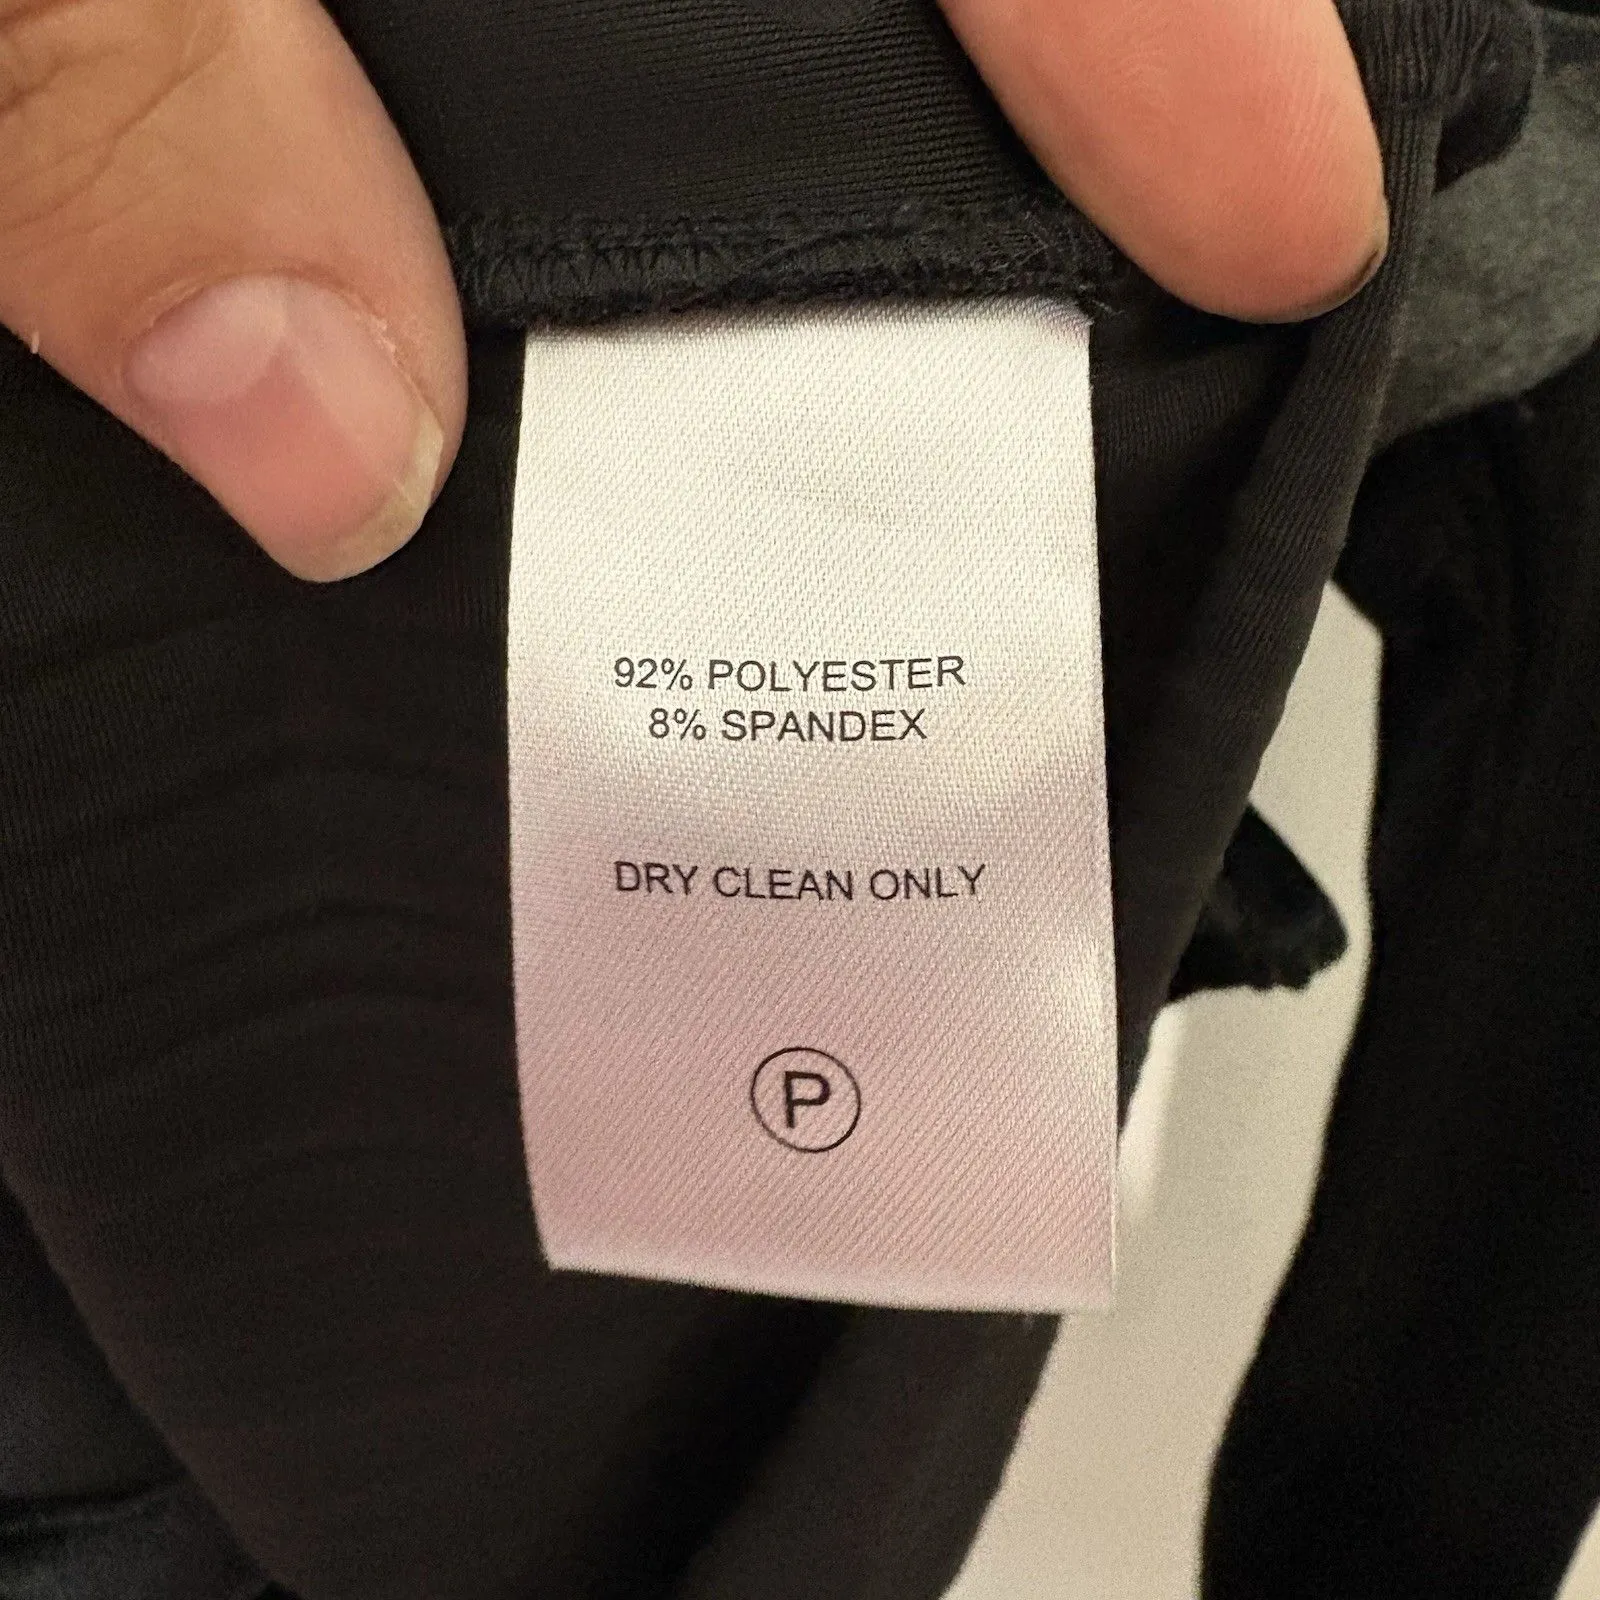 92% POLYESTER
8% SPANDEX
DRY CLEAN ONLY
P